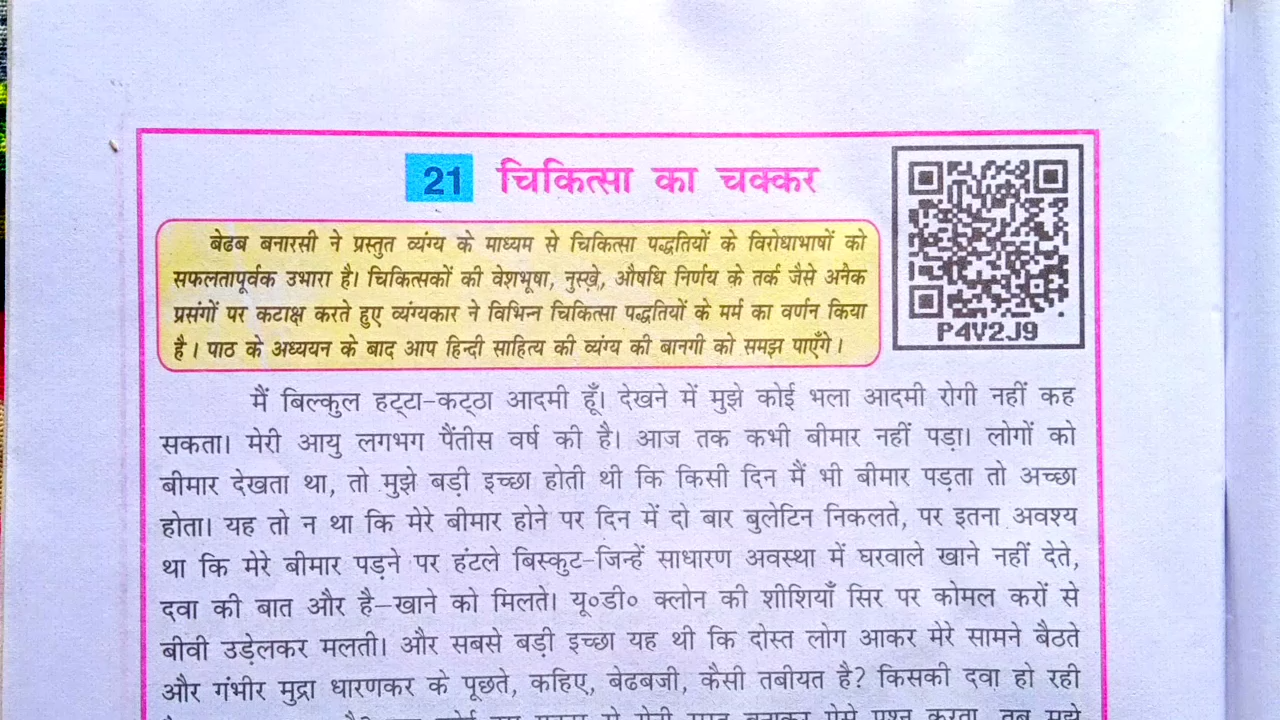 21 चिकित्सा का चक्कर
P4V2J9
बेढब बनारसी ने प्रस्तुत व्यंग्य के माध्यम से चिकित्सा पद्धतियों के विरोधाभाषों को
सफलतापूर्वक उभारा है। चिकित्सकों की वेशभूषा, नुस्ख़े, औषधि निर्णय के तर्क जैसे अनेक
प्रसंगों पर कटाक्ष करते हुए व्यंग्यकार ने विभिन्न चिकित्सा पद्धतियों के मर्म का वर्णन किया
है। पाठ के अध्ययन के बाद आप हिन्दी साहित्य की व्यंग्य की बानगी को समझ पाएँगे।
मैं बिल्कुल हट्टा-कट्ठा आदमी हूँ। देखने में मुझे कोई भला आदमी रोगी नहीं कह
सकता। मेरी आयु लगभग पैंतीस वर्ष की है। आज तक कभी बीमार नहीं पड़ा। लोगों को
बीमार देखता था, तो मुझे बड़ी इच्छा होती थी कि किसी दिन मैं भी बीमार पड़ता तो अच्छा
होता। यह तो न था कि मेरे बीमार होने पर दिन में दो बार बुलेटिन निकलते, पर इतना अवश्य
था कि मेरे बीमार पड़ने पर हंटले बिस्कुट-जिन्हें साधारण अवस्था में घरवाले खाने नहीं देते,
दवा की बात और है–खाने को मिलते। यू०डी० क्लोन की शीशियाँ सिर पर कोमल करों से
बीवी उड़ेलकर मलती। और सबसे बड़ी इच्छा यह थी कि दोस्त लोग आकर मेरे सामने बैठते
और गंभीर मुद्रा धारणकर के पूछते, कहिए, बेढबजी, कैसी तबीयत है? किसकी दवा हो रही